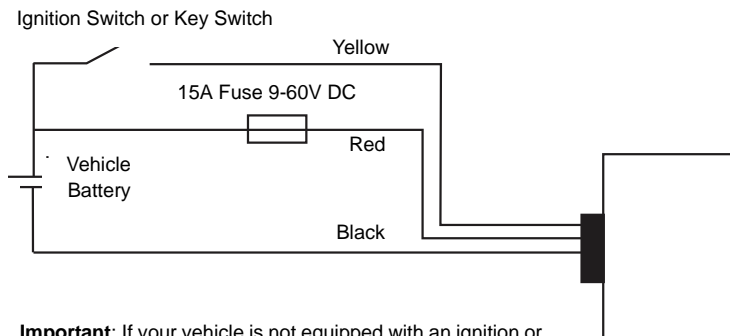 Ignition Switch or Key Switch
Yellow
15A Fuse 9-60V DC
Red
Vehicle
Battery
Black
Important: If your vehicle is not equipped with an ignition or